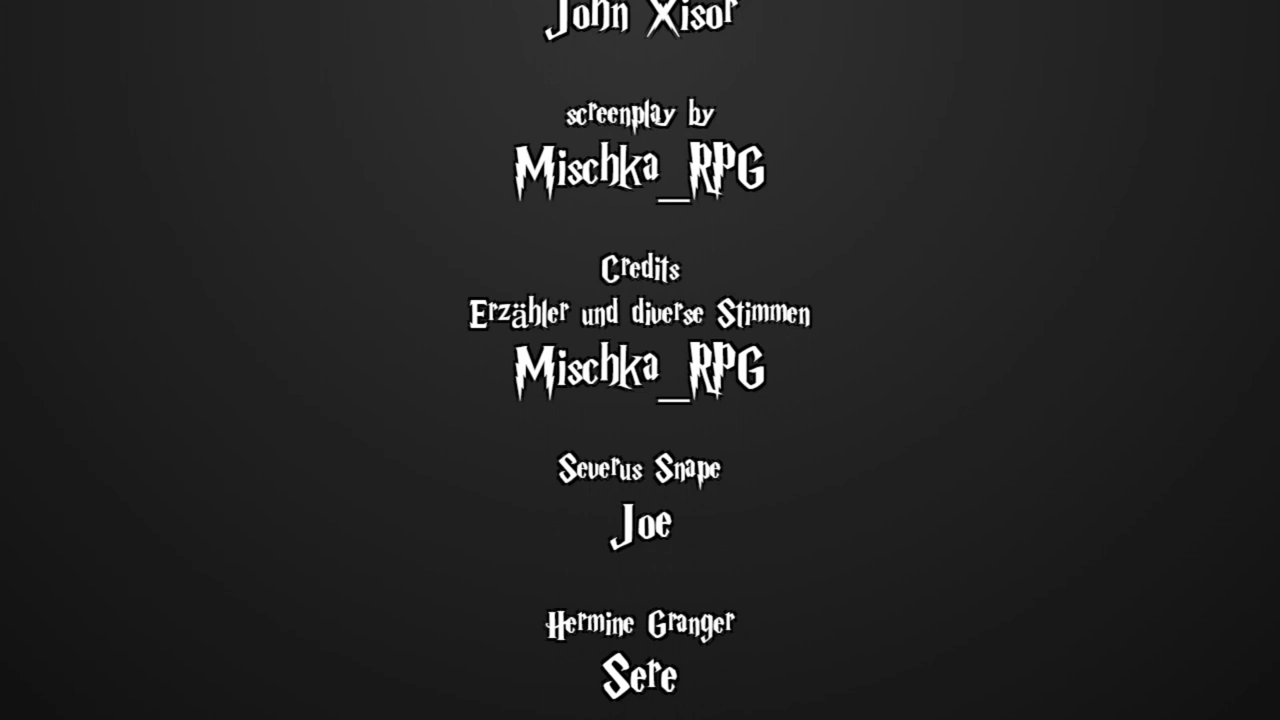 John Xisor
screenplay by
Mischka_RPG
Credits
Erzähler und diverse Stimmen
Mischka_RPG
Severus Snape
Joe
Hermine Granger
Sere